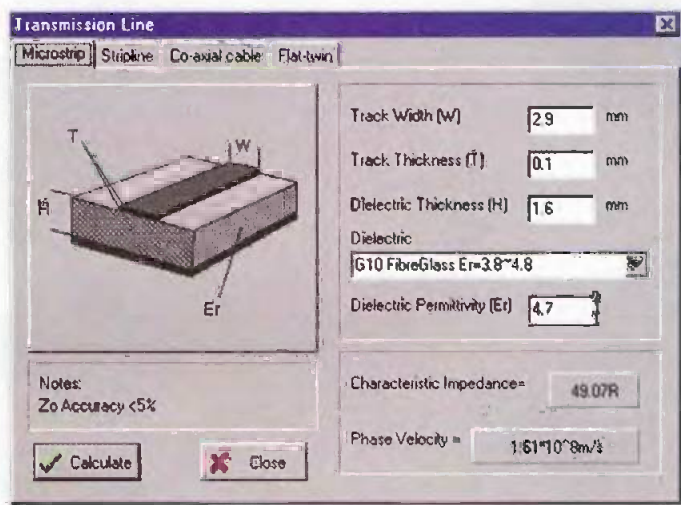 Transmission Line
Microstrip
Stripline
Co-axial cable
Flat-twin
T
W
H
Er
Track Width (W) 2.9 mm
Track Thickness (T) 0.1 mm
Dielectric Thickness (H) 1.6 mm
Dielectric
G10 FibreGlass Er=3.8~4.8
Dielectric Permittivity (Er) 4.7
Notes:
Zo Accuracy <5%
Characteristic Impedance= 49.07R
Phase Velocity = 1.61*10^8m/s
Calculate
Close